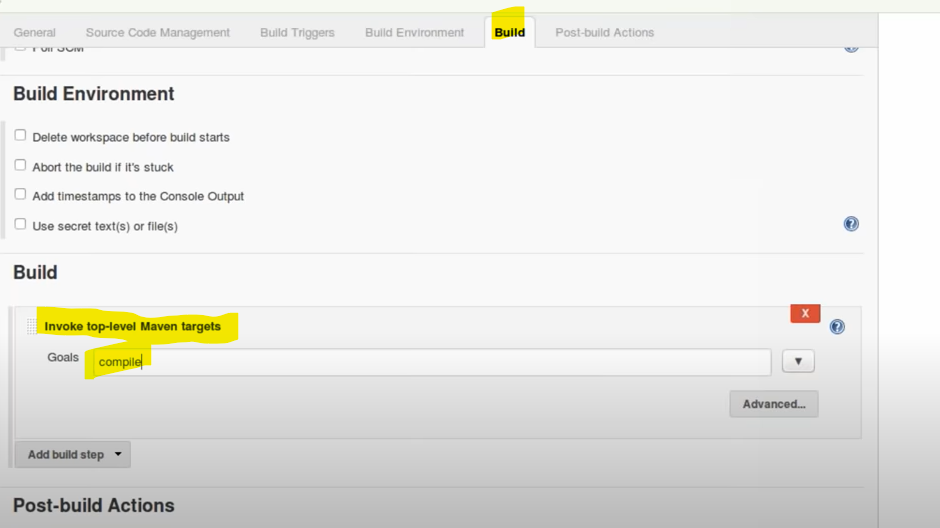 General Source Code Management Build Triggers Build Environment Build Post-build Actions
Poll SCM
Build Environment
Delete workspace before build starts
Abort the build if it's stuck
Add timestamps to the Console Output
Use secret text(s) or file(s)
?
Build
X
Invoke top-level Maven targets
?
Goals compile
Advanced...
Add build step
Post-build Actions